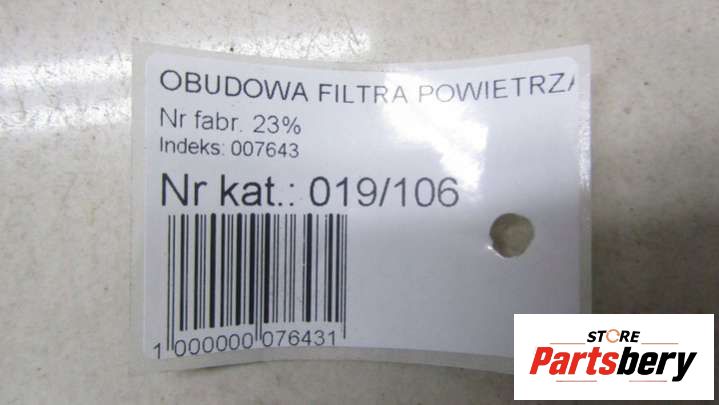 OBUDOWA FILTRA POWIETRZA
Nr fabr. 23%
Indeks: 007643
Nr kat.: 019/106
1 000000 076431
STORE
Partsbery